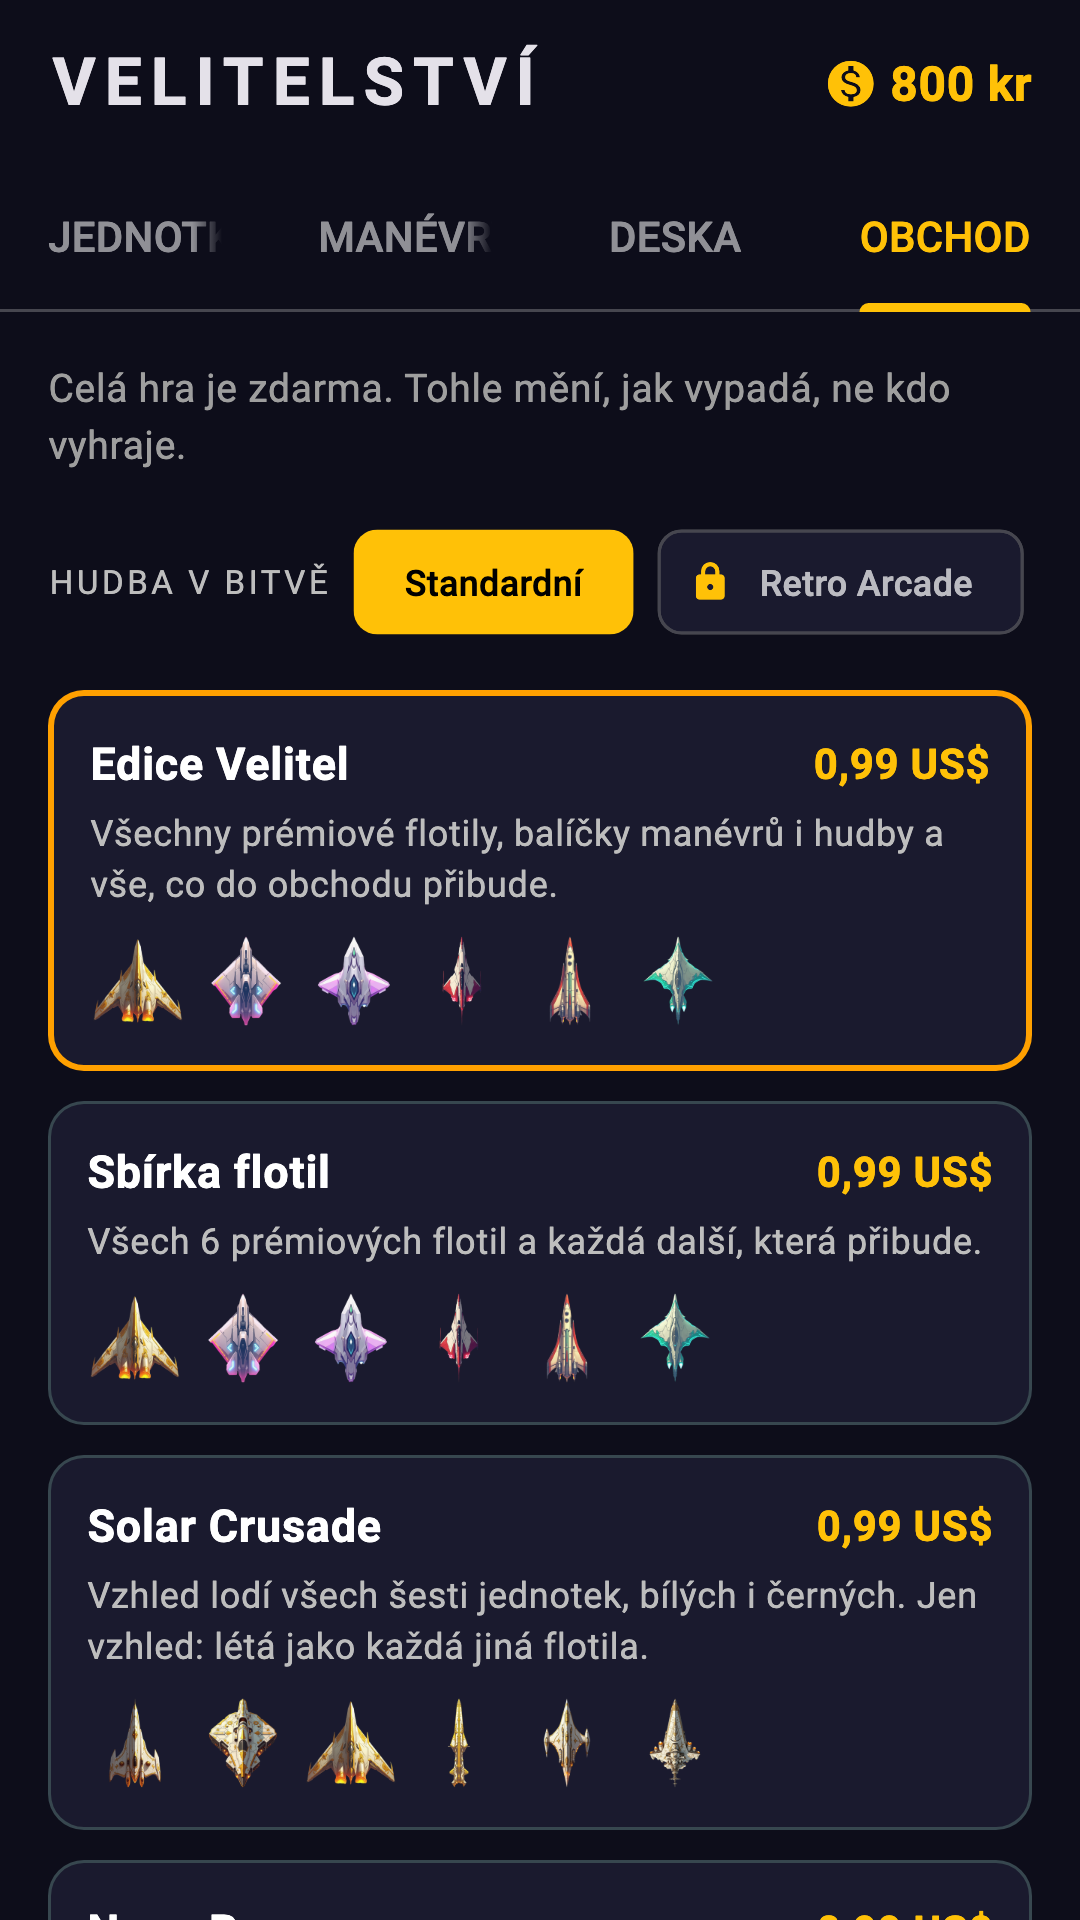 VELITELSTVÍ
800 kr
JEDNOT
MANÉVR
DESKA
OBCHOD
Celá hra je zdarma. Tohle mění, jak vypadá, ne kdo
vyhraje.
HUDBA V BITVĚ
Standardní
Retro Arcade
Edice Velitel
0,99 US$
Všechny prémiové flotily, balíčky manévrů i hudby a
vše, co do obchodu přibude.
Sbírka flotil
0,99 US$
Všech 6 prémiových flotil a každá další, která přibude.
Solar Crusade
0,99 US$
Vzhled lodí všech šesti jednotek, bílých i černých. Jen
vzhled: létá jako každá jiná flotila.